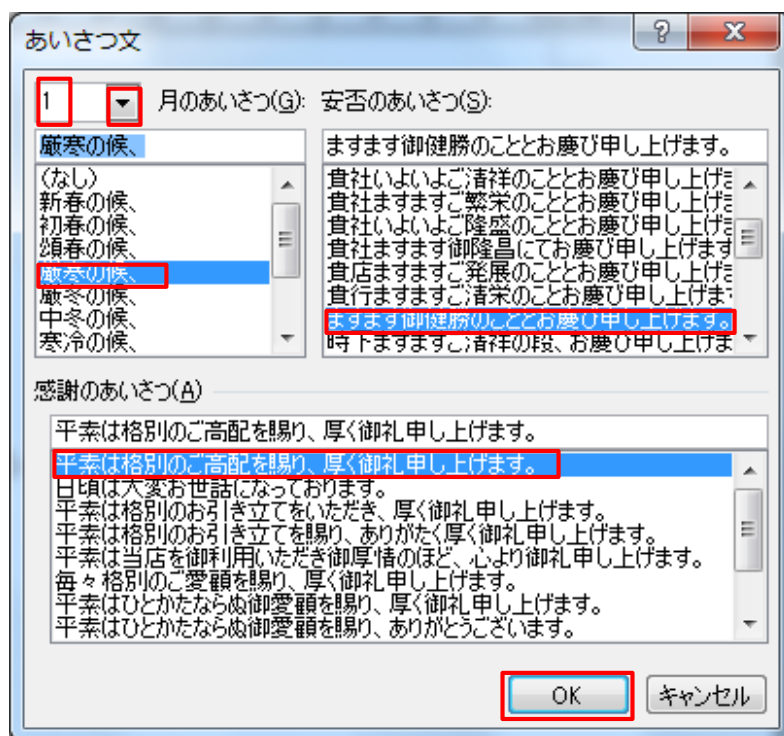 あいさつ文
1 月のあいさつ(G): 安否のあいさつ(S):
厳寒の候、
ますます御健勝のこととお慶び申し上げます。
(なし)
新春の候、
初春の候、
頌春の候、
厳寒の候、
厳冬の候、
中冬の候、
寒冷の候、
貴社いよいよご清祥のこととお慶び申し上げま
貴社ますますご繁栄のこととお慶び申し上げま
貴社いよいよご隆盛のこととお慶び申し上げま
貴社ますます御隆昌にてお慶び申し上げます
貴店ますますご発展のこととお慶び申し上げま
貴行ますますご清栄のこととお慶び申し上げま
ますます御健勝のこととお慶び申し上げます。
時下ますますご清祥の段、お慶び申し上げま
感謝のあいさつ(A)
平素は格別のご高配を賜り、厚く御礼申し上げます。
平素は格別のご高配を賜り、厚く御礼申し上げます。
日頃は大変お世話になっております。
平素は格別のお引き立てをいただき、厚く御礼申し上げます。
平素は格別のお引き立てを賜り、ありがたく厚く御礼申し上げます。
平素は当店を御利用いただき御厚情のほど、心より御礼申し上げます。
毎々格別のご愛顧を賜り、厚く御礼申し上げます。
平素はひとかたならぬ御愛顧を賜り、厚く御礼申し上げます。
平素はひとかたならぬ御愛顧を賜り、ありがとうございます。
OK キャンセル